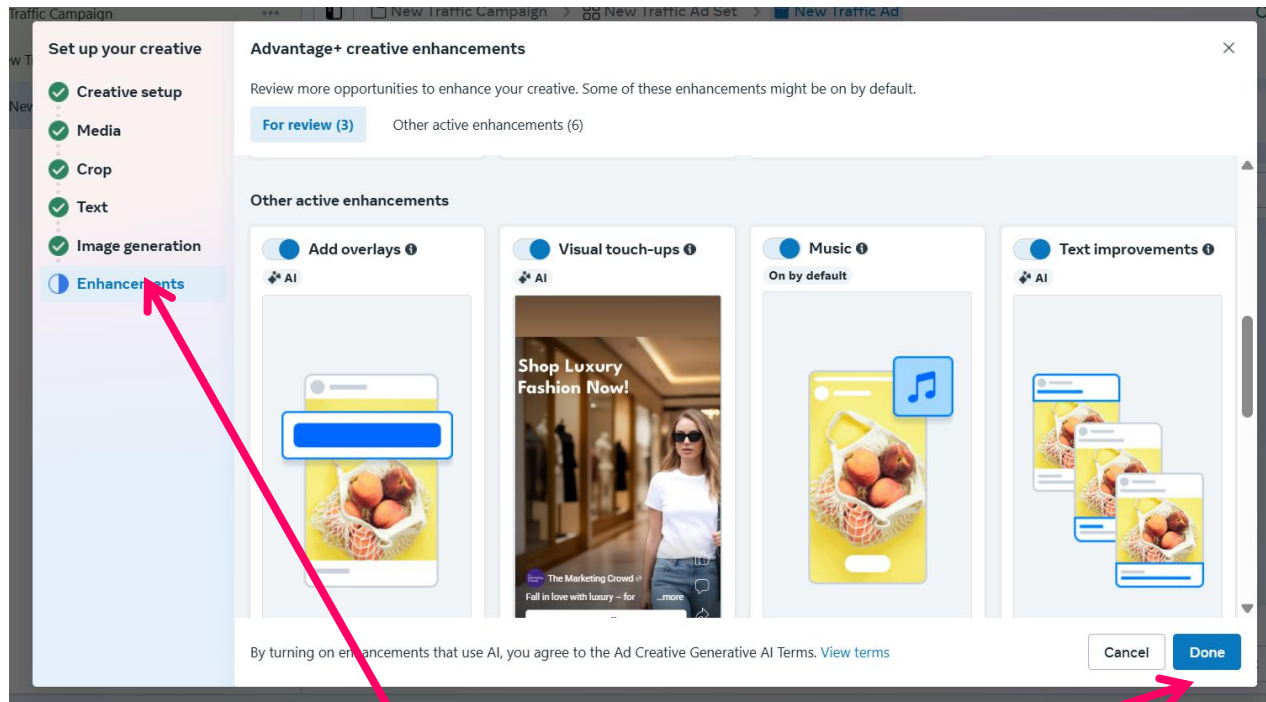 Traffic Campaign
New Traffic Campaign > New Traffic Ad Set > New Traffic Ad
Set up your creative
Creative setup
Media
Crop
Text
Image generation
Enhancements
Advantage+ creative enhancements
Review more opportunities to enhance your creative. Some of these enhancements might be on by default.
For review (3)
Other active enhancements (6)
Other active enhancements
Add overlays
AI
Visual touch-ups
AI
Shop Luxury
Fashion Now!
The Marketing Crowd
Fall in love with luxury – for ...more
Music
On by default
Text improvements
AI
By turning on enhancements that use AI, you agree to the Ad Creative Generative AI Terms. View terms
Cancel
Done